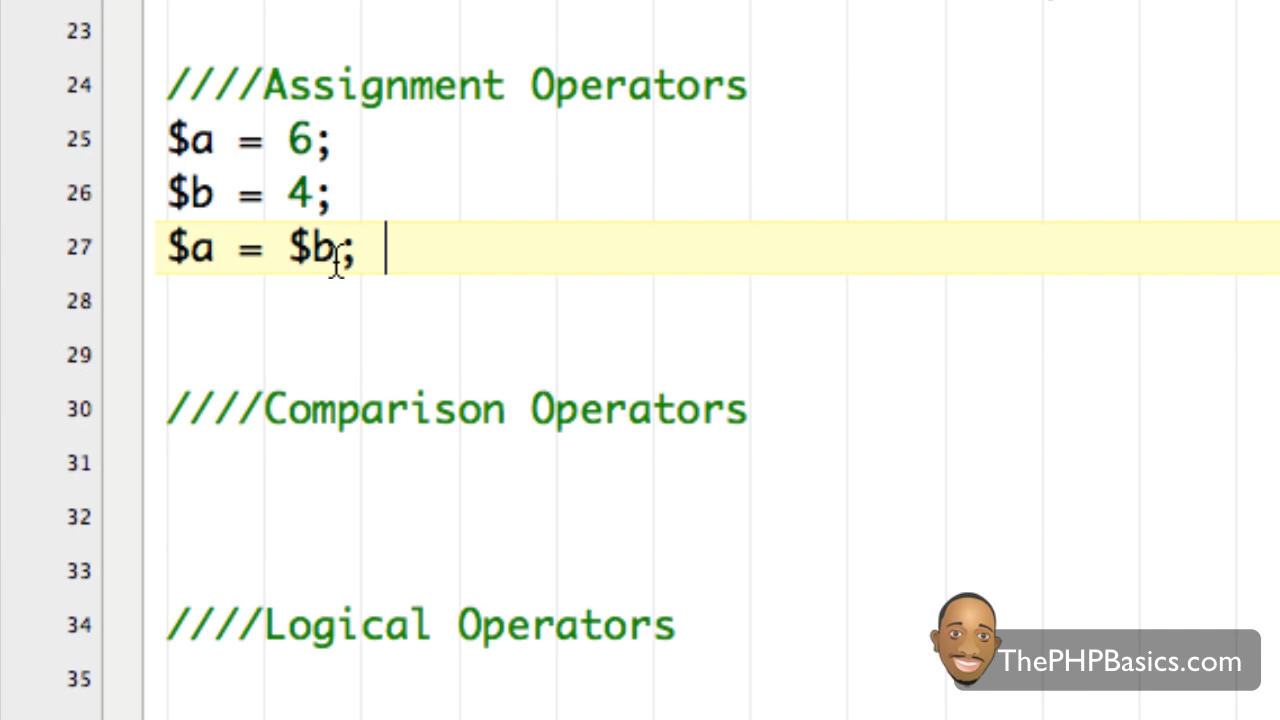 23
24 ////Assignment Operators
25 $a = 6;
26 $b = 4;
27 $a = $b;
28
29
30 ////Comparison Operators
31
32
33
34 ////Logical Operators
35
ThePHPBasics.com